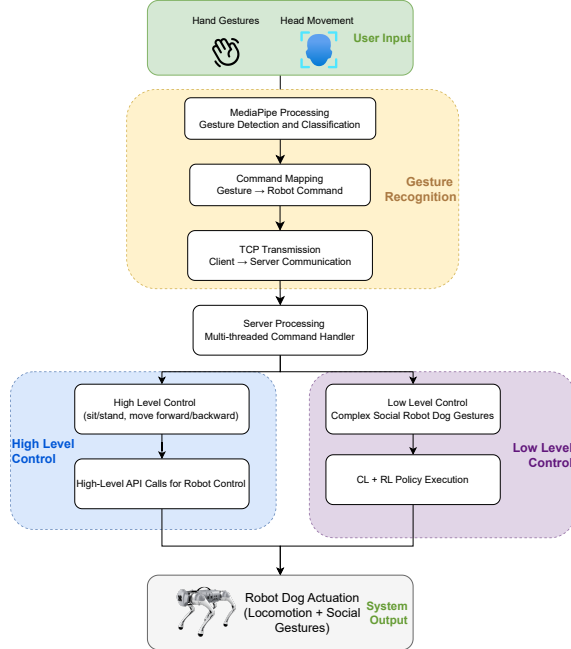 Hand Gestures
Head Movement
User Input
MediaPipe Processing
Gesture Detection and Classification
Command Mapping
Gesture → Robot Command
Gesture
Recognition
TCP Transmission
Client → Server Communication
Server Processing
Multi-threaded Command Handler
High Level Control
(sit/stand, move forward/backward)
High Level
Control
High-Level API Calls for Robot Control
Low Level Control
Complex Social Robot Dog Gestures
Low Level
Control
CL + RL Policy Execution
Robot Dog Actuation
(Locomotion + Social
Gestures)
System
Output